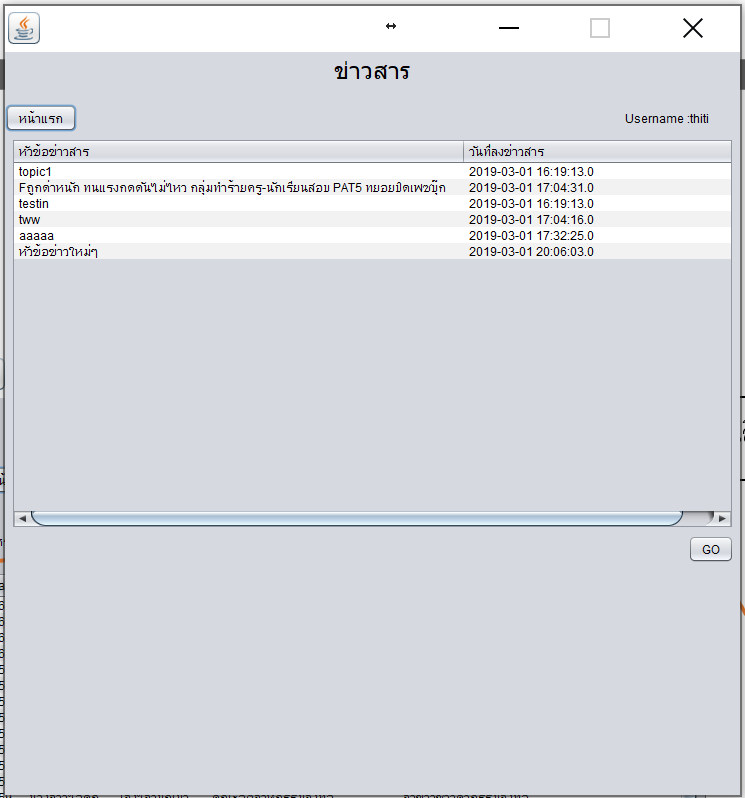 ข่าวสาร
หน้าแรก
Username :thiti
หัวข้อข่าวสาร วันที่ลงข่าวสาร
topic1 2019-03-01 16:19:13.0
Fถูกด่าหนัก ทนแรงกดดันไม่ไหว กลุ่มทำร้ายครู-นักเรียนสอบ PAT5 ทยอยปิดเฟซบุ๊ก 2019-03-01 17:04:31.0
testin 2019-03-01 16:19:13.0
tww 2019-03-01 17:04:16.0
aaaaa 2019-03-01 17:32:25.0
หัวข้อข่าวใหม่ๆ 2019-03-01 20:06:03.0
GO